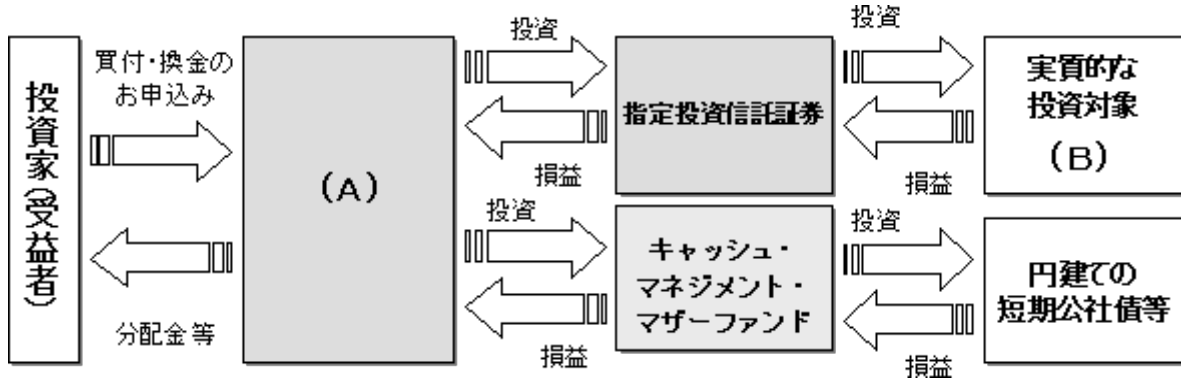 投資家(受益者)
買付・換金の
お申込み
分配金等
(A)
投資
損益
投資
損益
指定投資信託証券
キャッシュ・
マネジメント・
マザーファンド
投資
損益
投資
損益
実質的な
投資対象
(B)
円建ての
短期公社債等